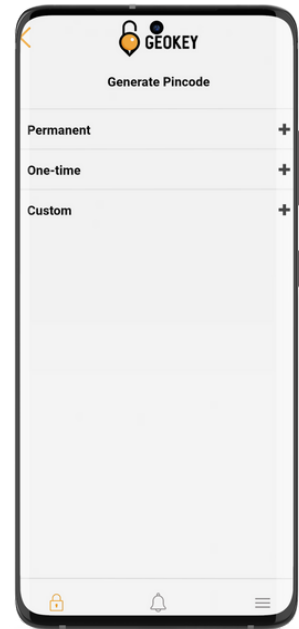 GEOKEY
Generate Pincode
Permanent
One-time
Custom